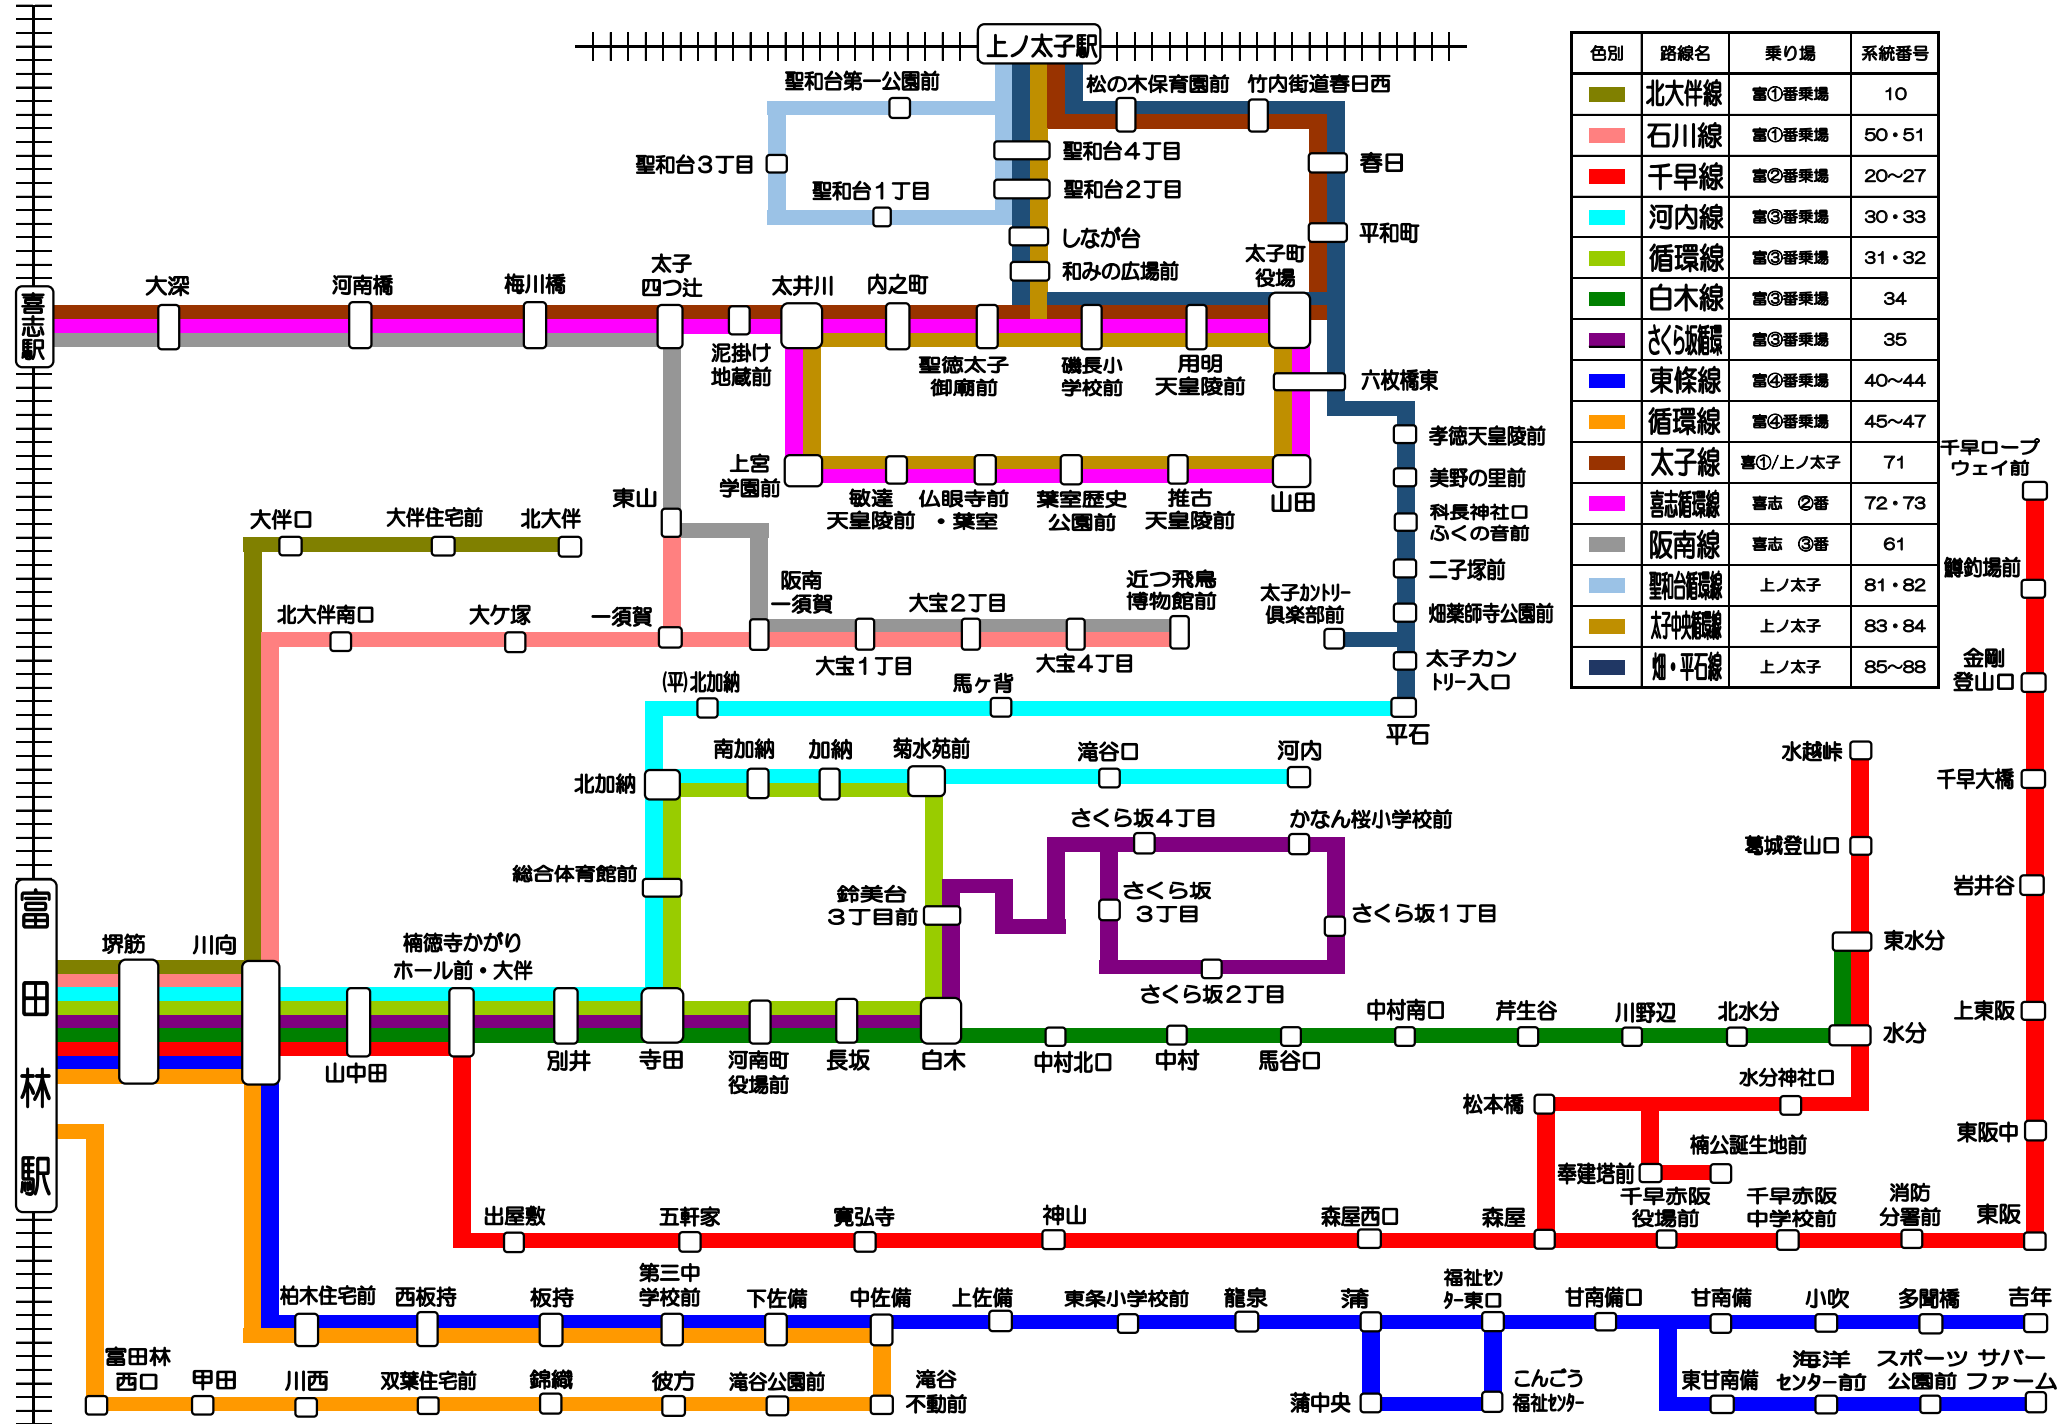 上ノ太子駅
聖和台第一公園前
松の木保育園前
竹内街道春日西
聖和台3丁目
聖和台1丁目
聖和台4丁目
聖和台2丁目
しなが台
和みの広場前
春日
平和町
太子町
役場
色別 路線名 乗り場 系統番号
北大伴線 富①番乗場 10
石川線 富①番乗場 50・51
千早線 富②番乗場 20～27
河内線 富③番乗場 30・33
循環線 富③番乗場 31・32
白木線 富③番乗場 34
さくら坂循環 富③番乗場 35
東條線 富④番乗場 40～44
循環線 富④番乗場 45～47
太子線 喜①/上ノ太子 71
喜志循環線 喜志 ②番 72・73
阪南線 喜志 ③番 61
聖和台循環線 上ノ太子 81・82
太子中央循環線 上ノ太子 83・84
畑・平石線 上ノ太子 85～88
喜志駅
大深
河南橋
梅川橋
太子
四つ辻
太井川
内之町
泥掛け
地蔵前
聖徳太子
御廟前
磯長小
学校前
用明
天皇陵前
六枚橋東
上宮
学園前
敏達
天皇陵前
仏眼寺前
・葉室
葉室歴史
公園前
推古
天皇陵前
山田
孝徳天皇陵前
美野の里前
科長神社口
ふくの音前
二子塚前
畑薬師寺公園前
太子カントリー
倶楽部前
太子カン
トリー入口
平石
東山
大伴口
大伴住宅前
北大伴
北大伴南口
大ケ塚
一須賀
阪南
一須賀
大宝1丁目
大宝2丁目
大宝4丁目
近つ飛鳥
博物館前
(平)北加納
馬ヶ背
南加納
加納
菊水苑前
滝谷口
河内
北加納
総合体育館前
鈴美台
3丁目前
さくら坂4丁目
かなん桜小学校前
さくら坂
3丁目
さくら坂1丁目
さくら坂2丁目
千早ロープ
ウェイ前
鱒釣場前
金剛
登山口
千早大橋
岩井谷
上東阪
東阪中
東阪
水越峠
葛城登山口
東水分
水分
富田林駅
堺筋
川向
楠徳寺かがり
ホール前・大伴
山中田
別井
寺田
河南町
役場前
長坂
白木
中村北口
中村
馬谷口
中村南口
芹生谷
川野辺
北水分
水分神社口
松本橋
楠公誕生地前
奉建塔前
出屋敷
五軒家
寛弘寺
神山
森屋西口
森屋
千早赤阪
役場前
千早赤阪
中学校前
消防
分署前
柏木住宅前
西板持
板持
第三中
学校前
下佐備
中佐備
上佐備
東条小学校前
龍泉
蒲
福祉セン
ター東口
甘南備口
甘南備
小吹
多聞橋
吉年
富田林
西口
甲田
川西
双葉住宅前
錦織
彼方
滝谷公園前
滝谷
不動前
蒲中央
こんごう
福祉センター
東甘南備
海洋
センター前前
スポーツ
公園前
サバー
ファーム